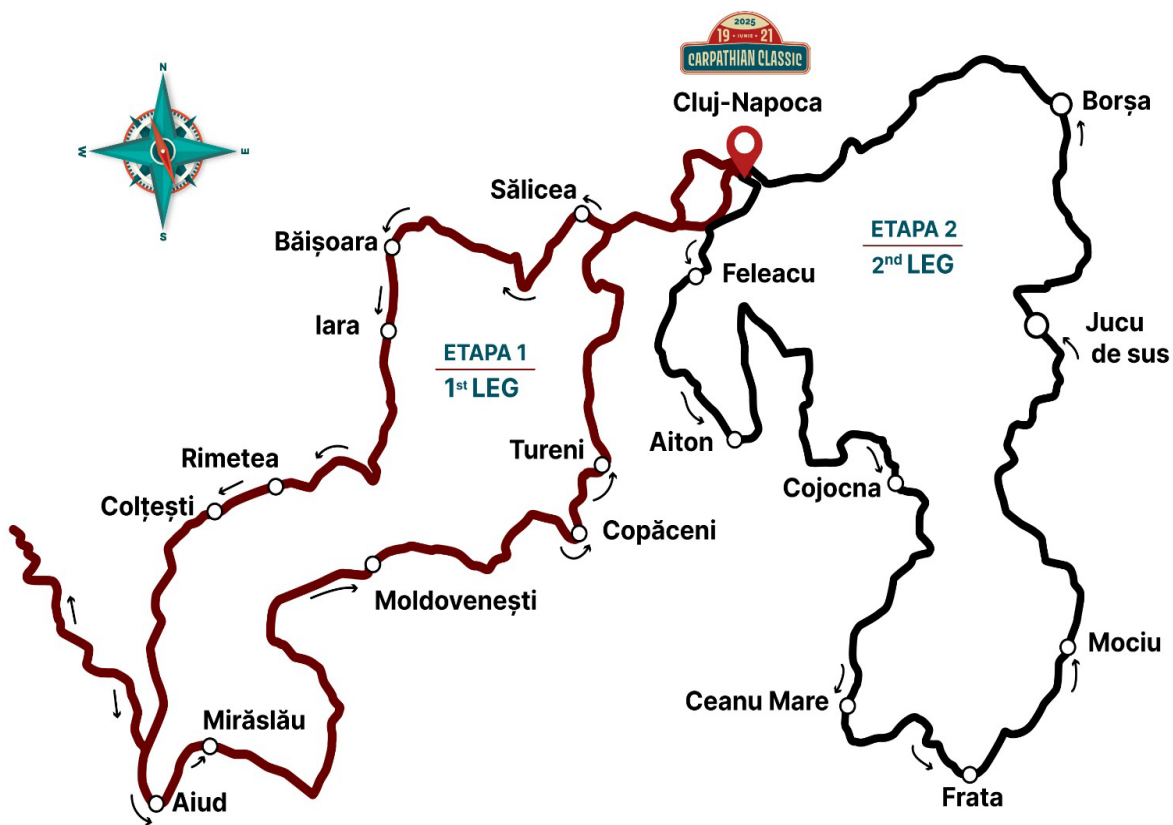 2025
19 • IUNIE • 21
CARPATHIAN CLASSIC
Cluj-Napoca
N
W
E
S
Borșa
Sălicea
Băișoara
ETAPA 2
2nd LEG
Feleacu
Iara
Jucu
de sus
ETAPA 1
1st LEG
Aiton
Tureni
Rimetea
Cojocna
Colțești
Copăceni
Moldovenești
Mociu
Ceanu Mare
Mirăslău
Aiud
Frata